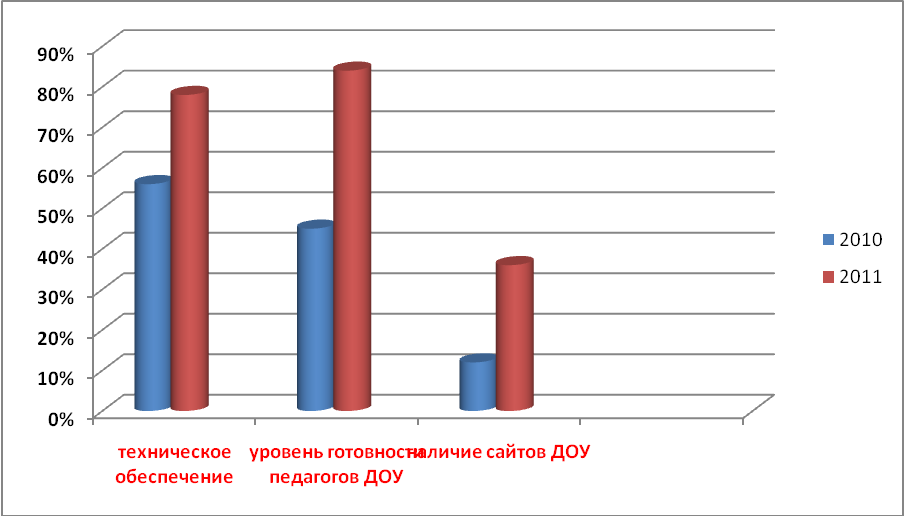 90%
80%
70%
60%
50%
40%
30%
20%
10%
0%
2010
2011
техническое
обеспечение
уровень готовности
педагогов ДОУ
наличие сайтов ДОУ